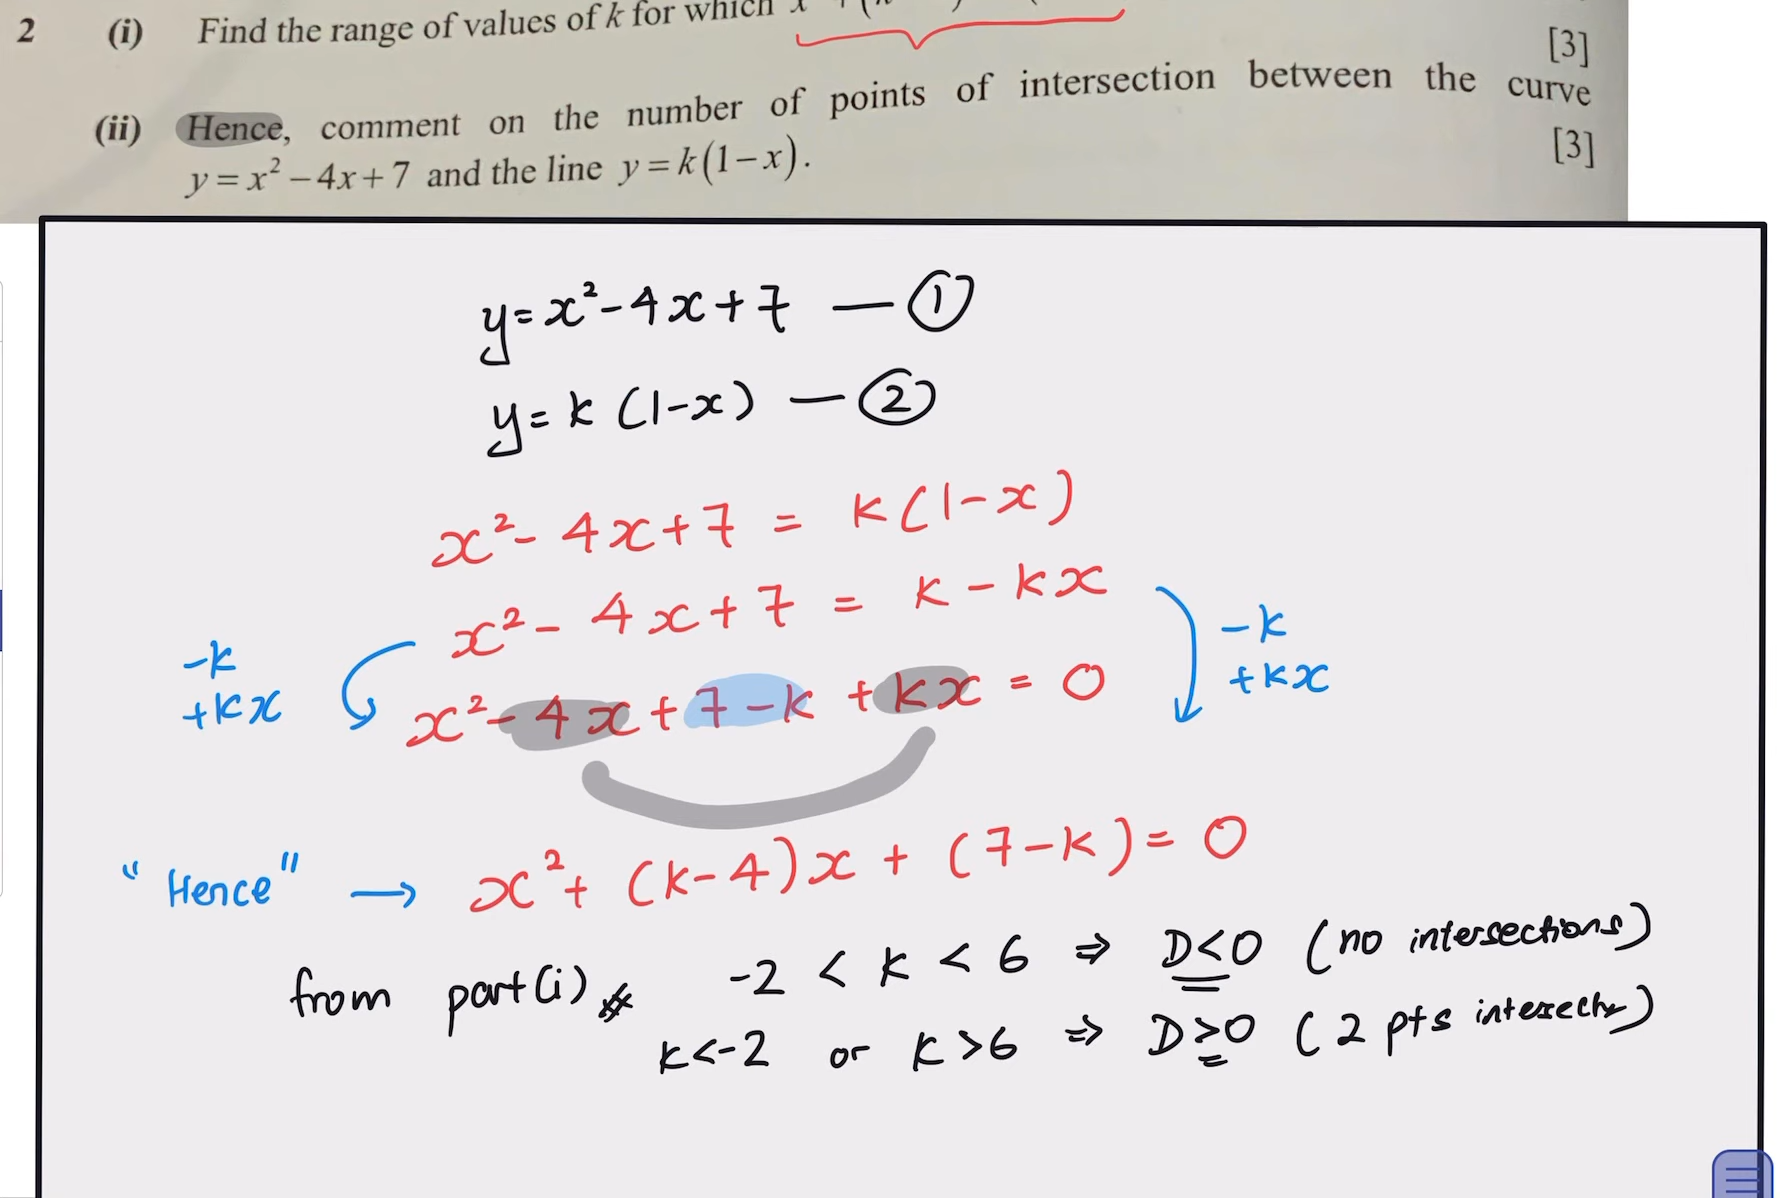 2 (i) Find the range of values of k for which
[3]
(ii) Hence, comment on the number of points of intersection between the curve
y = x² − 4x + 7 and the line y = k(1 − x).
[3]
y = x² − 4x + 7 — ①
y = k (1−x) — ②
x² − 4x + 7 = k(1−x)
x² − 4x + 7 = k − kx
−k
+kx
−k
+kx
x² − 4x + 7 − k + kx = 0
"Hence" → x² + (k−4)x + (7−k) = 0
from part(i) −2 < k < 6 ⇒ D<0 (no intersections)
k<−2 or k>6 ⇒ D>0 (2 pts